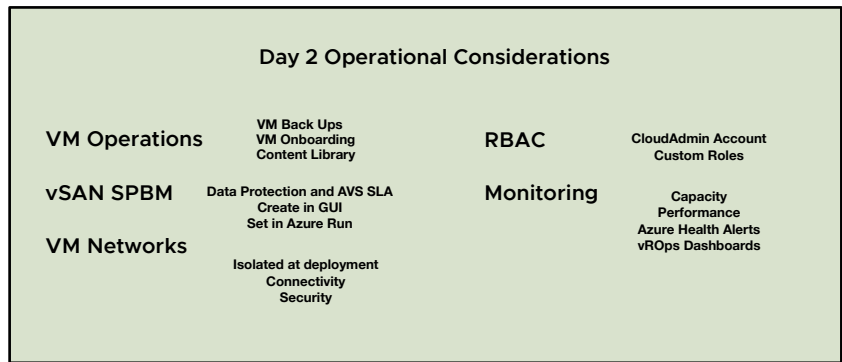 Day 2 Operational Considerations
VM Operations
VM Back Ups
VM Onboarding
Content Library
vSAN SPBM
Data Protection and AVS SLA
Create in GUI
Set in Azure Run
VM Networks
Isolated at deployment
Connectivity
Security
RBAC
CloudAdmin Account
Custom Roles
Monitoring
Capacity
Performance
Azure Health Alerts
vROps Dashboards